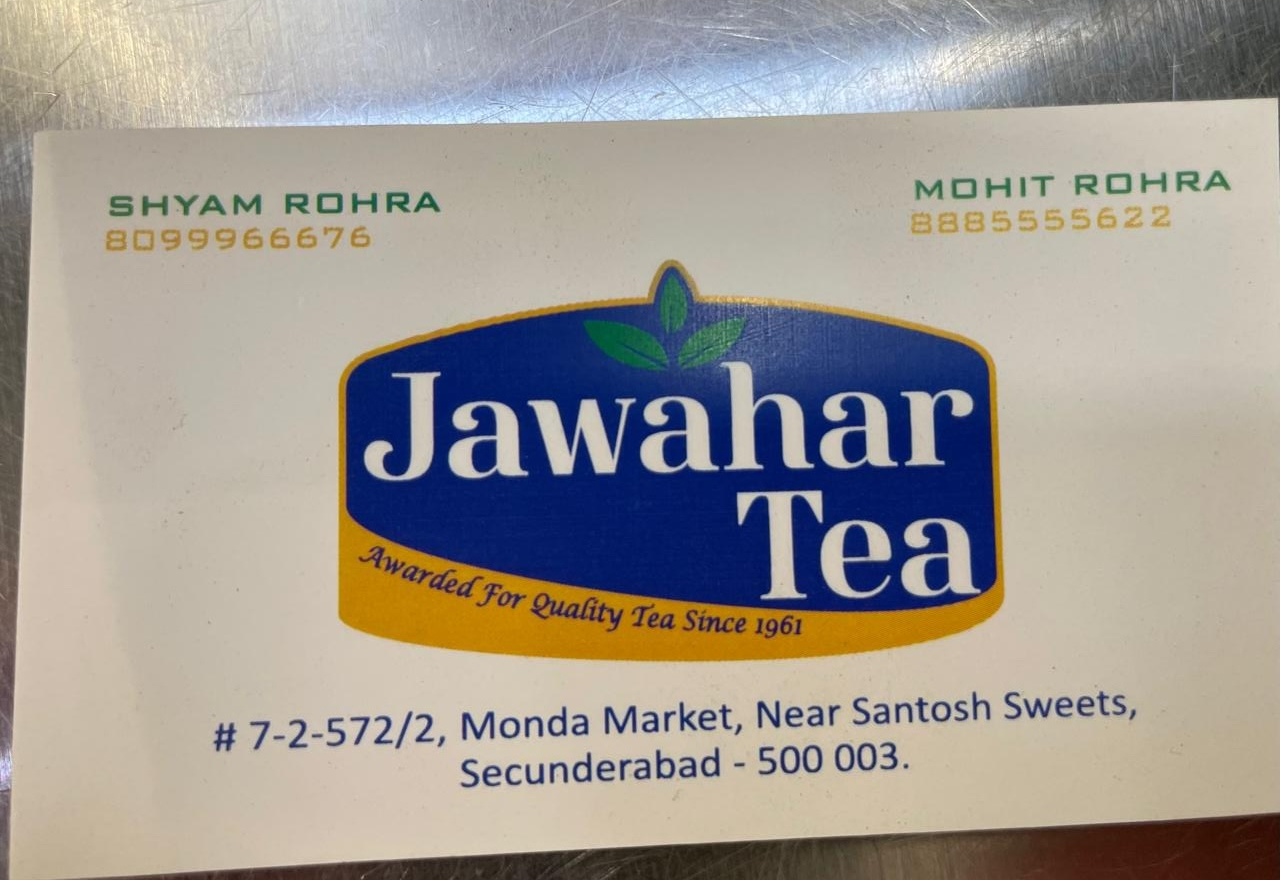 SHYAM ROHRA
8099966676
MOHIT ROHRA
8885555622
Jawahar
Tea
Awarded For Quality Tea Since 1961
# 7-2-572/2, Monda Market, Near Santosh Sweets,
Secunderabad - 500 003.